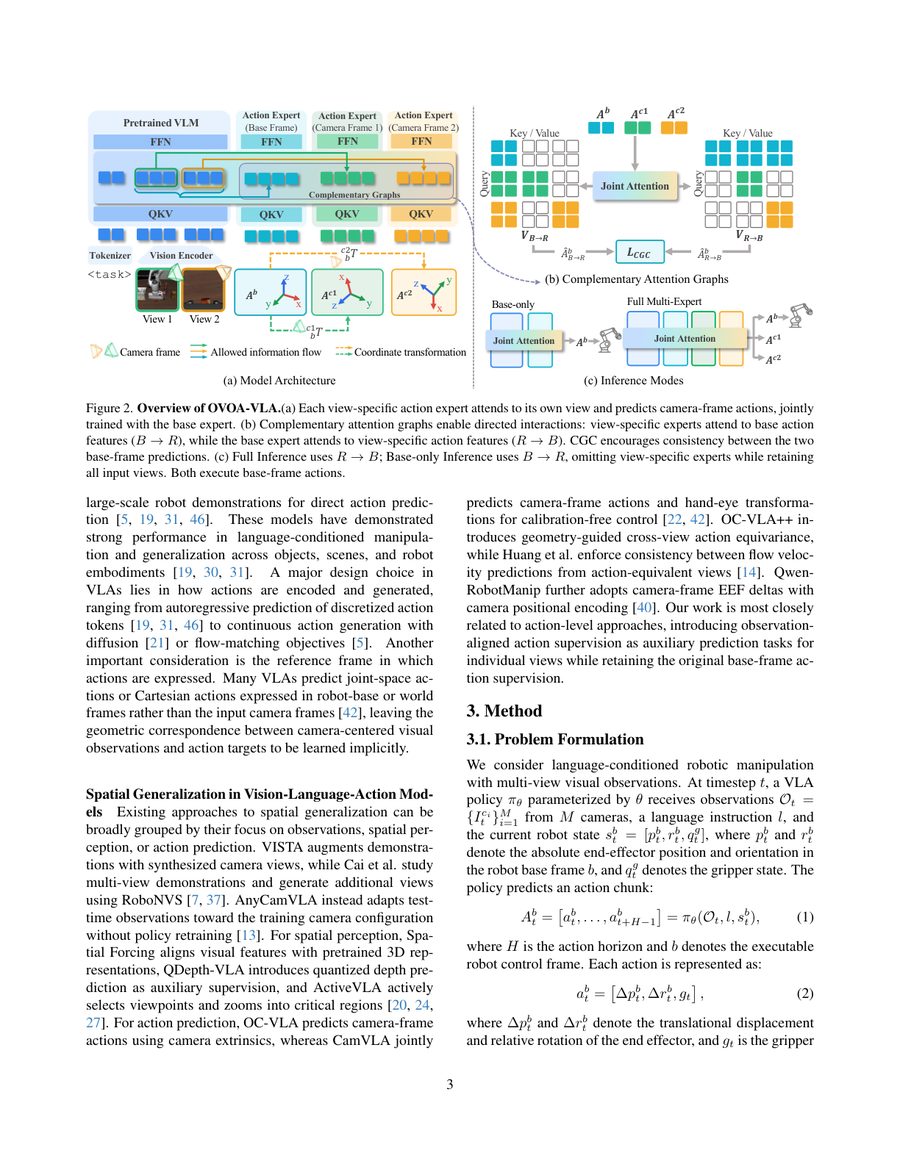 Pretrained VLM
Action Expert
(Base Frame)
Action Expert
(Camera Frame 1)
Action Expert
(Camera Frame 2)
FFN
FFN
FFN
FFN
Complementary Graphs
QKV
QKV
QKV
QKV
Tokenizer
Vision Encoder
<task>
View 1
View 2
A^b
z
y
x
A^{c1}
x
z
y
A^{c2}
z
y
x
^{c2}_b T
^{c1}_b T
Camera frame
Allowed information flow
Coordinate transformation
(a) Model Architecture
A^b A^{c1} A^{c2}
Key / Value
Query
V_{B→R}
Joint Attention
Key / Value
Query
V_{R→B}
Â^b_{B→R}
L_{CGC}
Â^b_{R→B}
(b) Complementary Attention Graphs
Base-only
Joint Attention
A^b
Full Multi-Expert
Joint Attention
A^b
A^{c1}
A^{c2}
(c) Inference Modes
Figure 2. Overview of OVOA-VLA.(a) Each view-specific action expert attends to its own view and predicts camera-frame actions, jointly
trained with the base expert. (b) Complementary attention graphs enable directed interactions: view-specific experts attend to base action
features (B → R), while the base expert attends to view-specific action features (R → B). CGC encourages consistency between the two
base-frame predictions. (c) Full Inference uses R → B; Base-only Inference uses B → R, omitting view-specific experts while retaining
all input views. Both execute base-frame actions.
large-scale robot demonstrations for direct action predic-
tion [5, 19, 31, 46]. These models have demonstrated
strong performance in language-conditioned manipula-
tion and generalization across objects, scenes, and robot
embodiments [19, 30, 31]. A major design choice in
VLAs lies in how actions are encoded and generated,
ranging from autoregressive prediction of discretized action
tokens [19, 31, 46] to continuous action generation with
diffusion [21] or flow-matching objectives [5]. Another
important consideration is the reference frame in which
actions are expressed. Many VLAs predict joint-space ac-
tions or Cartesian actions expressed in robot-base or world
frames rather than the input camera frames [42], leaving the
geometric correspondence between camera-centered visual
observations and action targets to be learned implicitly.
Spatial Generalization in Vision-Language-Action Mod-
els Existing approaches to spatial generalization can be
broadly grouped by their focus on observations, spatial per-
ception, or action prediction. VISTA augments demonstra-
tions with synthesized camera views, while Cai et al. study
multi-view demonstrations and generate additional views
using RoboNVS [7, 37]. AnyCamVLA instead adapts test-
time observations toward the training camera configuration
without policy retraining [13]. For spatial perception, Spa-
tial Forcing aligns visual features with pretrained 3D rep-
resentations, QDepth-VLA introduces quantized depth pre-
diction as auxiliary supervision, and ActiveVLA actively
selects viewpoints and zooms into critical regions [20, 24,
27]. For action prediction, OC-VLA predicts camera-frame
actions using camera extrinsics, whereas CamVLA jointly
predicts camera-frame actions and hand-eye transforma-
tions for calibration-free control [22, 42]. OC-VLA++ in-
troduces geometry-guided cross-view action equivariance,
while Huang et al. enforce consistency between flow veloc-
ity predictions from action-equivalent views [14]. Qwen-
RobotManip further adopts camera-frame EEF deltas with
camera positional encoding [40]. Our work is most closely
related to action-level approaches, introducing observation-
aligned action supervision as auxiliary prediction tasks for
individual views while retaining the original base-frame ac-
tion supervision.
3. Method
3.1. Problem Formulation
We consider language-conditioned robotic manipulation
with multi-view visual observations. At timestep t, a VLA
policy π_θ parameterized by θ receives observations O_t =
{I_t^{c_i}}_{i=1}^M from M cameras, a language instruction l, and
the current robot state s_t^b = [p_t^b, r_t^b, q_t^g], where p_t^b and r_t^b
denote the absolute end-effector position and orientation in
the robot base frame b, and q_t^g denotes the gripper state. The
policy predicts an action chunk:
A_t^b = [a_t^b, . . . , a_{t+H−1}^b] = π_θ(O_t, l, s_t^b), (1)
where H is the action horizon and b denotes the executable
robot control frame. Each action is represented as:
a_t^b = [Δp_t^b, Δr_t^b, g_t] , (2)
where Δp_t^b and Δr_t^b denote the translational displacement
and relative rotation of the end effector, and g_t is the gripper
3